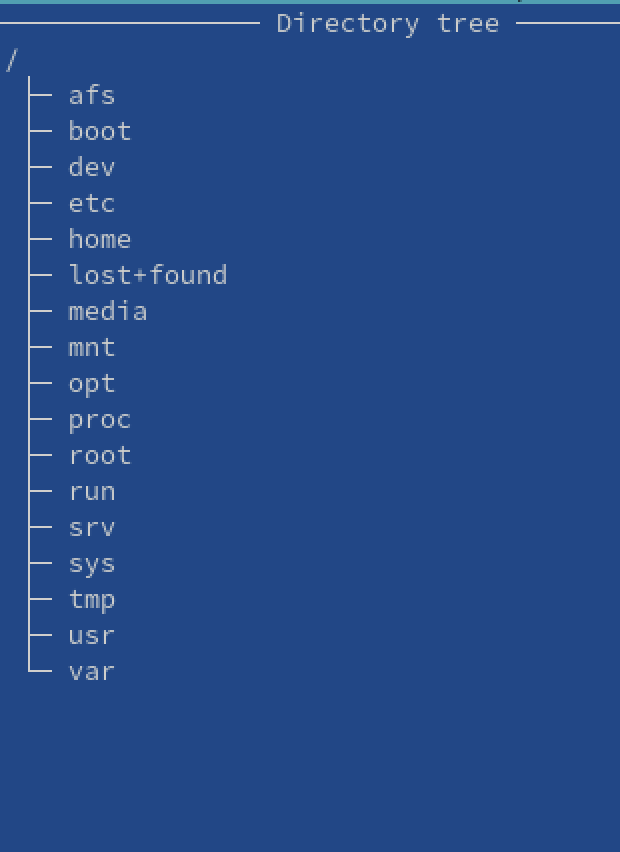 Directory tree
/
afs
boot
dev
etc
home
lost+found
media
mnt
opt
proc
root
run
srv
sys
tmp
usr
var